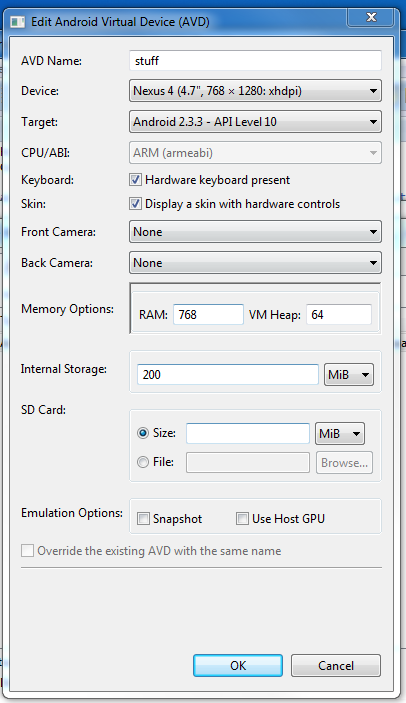 Edit Android Virtual Device (AVD)
AVD Name: stuff
Device: Nexus 4 (4.7", 768 × 1280: xhdpi)
Target: Android 2.3.3 - API Level 10
CPU/ABI: ARM (armeabi)
Keyboard: Hardware keyboard present
Skin: Display a skin with hardware controls
Front Camera: None
Back Camera: None
Memory Options: RAM: 768 VM Heap: 64
Internal Storage: 200 MiB
SD Card:
Size: MiB
File: Browse...
Emulation Options: Snapshot Use Host GPU
Override the existing AVD with the same name
OK Cancel